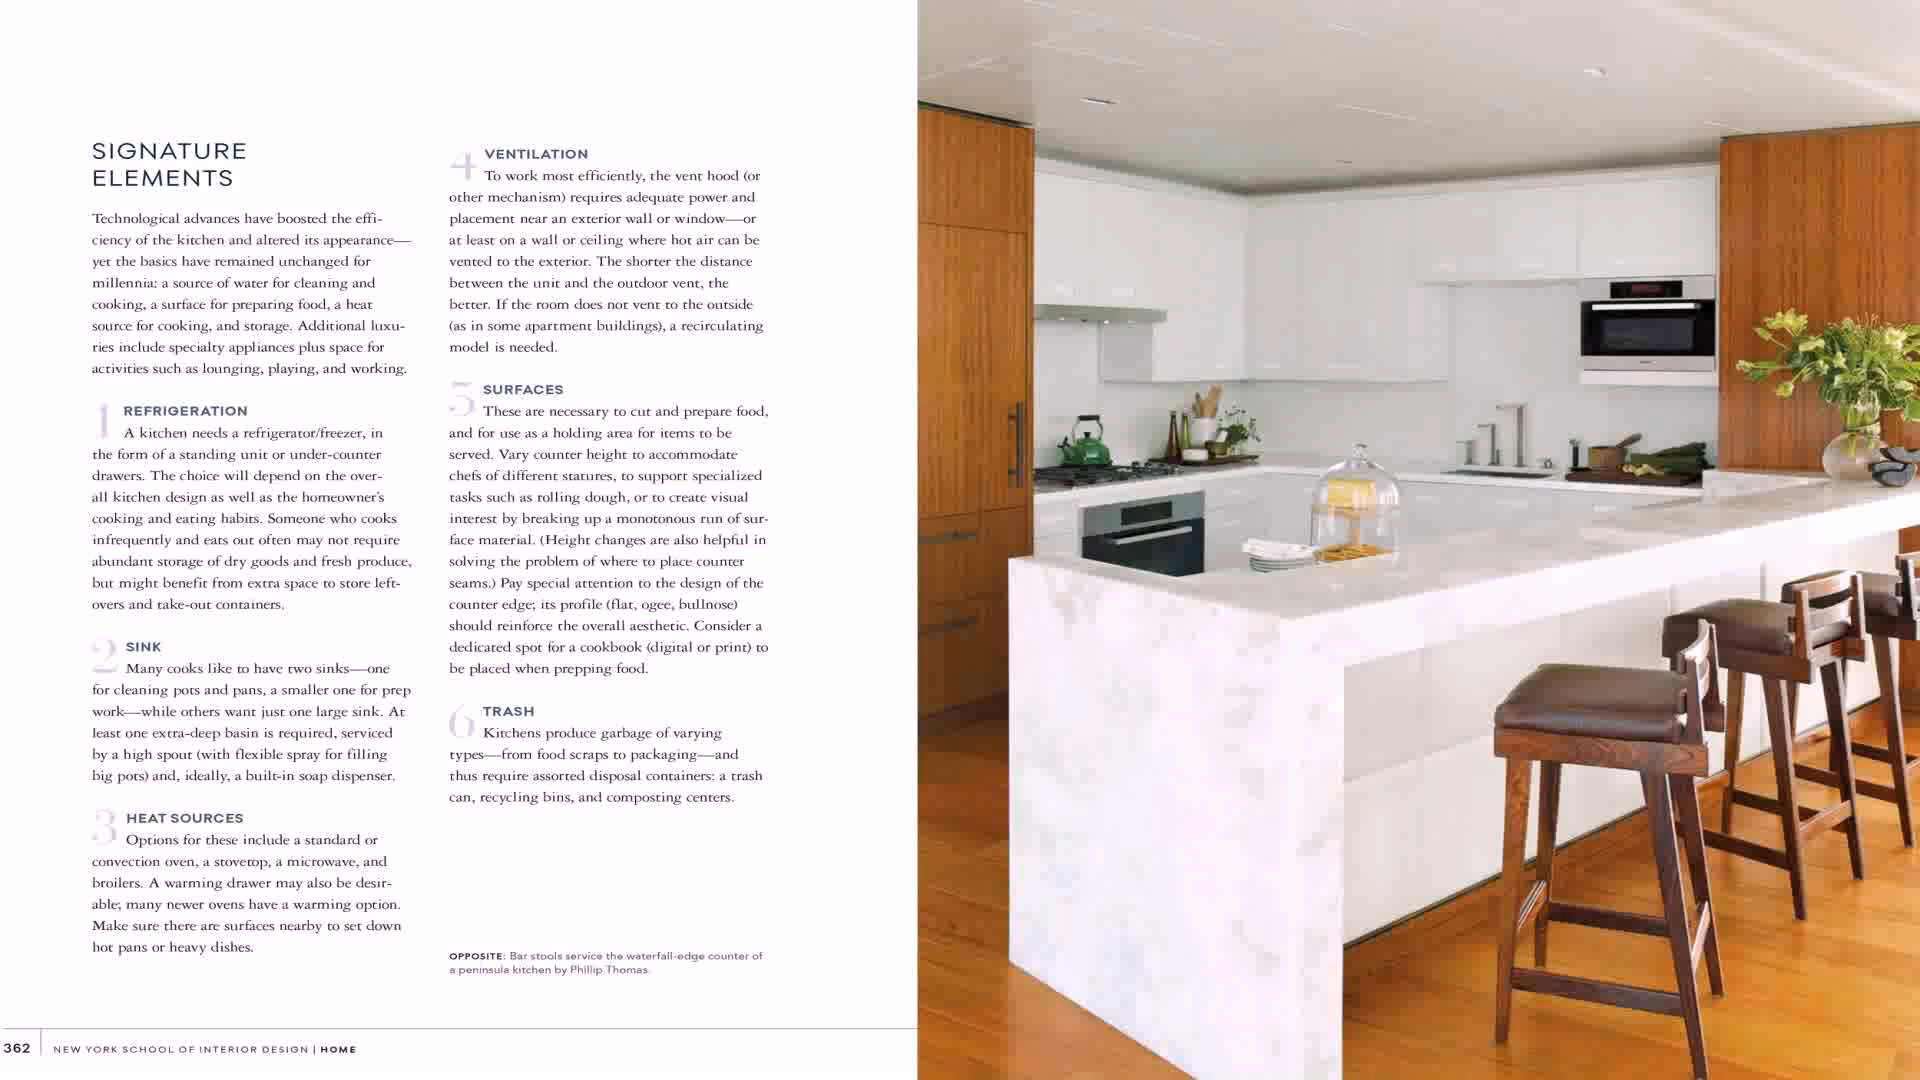 SIGNATURE
ELEMENTS
Technological advances have boosted the effi-
ciency of the kitchen and altered its appearance—
yet the basics have remained unchanged for
millennia: a source of water for cleaning and
cooking, a surface for preparing food, a heat
source for cooking, and storage. Additional luxu-
ries include specialty appliances plus space for
activities such as lounging, playing, and working.
1 REFRIGERATION
A kitchen needs a refrigerator/freezer, in
the form of a standing unit or under-counter
drawers. The choice will depend on the over-
all kitchen design as well as the homeowner's
cooking and eating habits. Someone who cooks
infrequently and eats out often may not require
abundant storage of dry goods and fresh produce,
but might benefit from extra space to store left-
overs and take-out containers.
2 SINK
Many cooks like to have two sinks—one
for cleaning pots and pans, a smaller one for prep
work—while others want just one large sink. At
least one extra-deep basin is required, serviced
by a high spout (with flexible spray for filling
big pots) and, ideally, a built-in soap dispenser.
3 HEAT SOURCES
Options for these include a standard or
convection oven, a stovetop, a microwave, and
broilers. A warming drawer may also be desir-
able; many newer ovens have a warming option.
Make sure there are surfaces nearby to set down
hot pans or heavy dishes.
4 VENTILATION
To work most efficiently, the vent hood (or
other mechanism) requires adequate power and
placement near an exterior wall or window—or
at least on a wall or ceiling where hot air can be
vented to the exterior. The shorter the distance
between the unit and the outdoor vent, the
better. If the room does not vent to the outside
(as in some apartment buildings), a recirculating
model is needed.
5 SURFACES
These are necessary to cut and prepare food,
and for use as a holding area for items to be
served. Vary counter height to accommodate
chefs of different statures, to support specialized
tasks such as rolling dough, or to create visual
interest by breaking up a monotonous run of sur-
face material. (Height changes are also helpful in
solving the problem of where to place counter
seams.) Pay special attention to the design of the
counter edge; its profile (flat, ogee, bullnose)
should reinforce the overall aesthetic. Consider a
dedicated spot for a cookbook (digital or print) to
be placed when prepping food.
6 TRASH
Kitchens produce garbage of varying
types—from food scraps to packaging—and
thus require assorted disposal containers: a trash
can, recycling bins, and composting centers.
OPPOSITE: Bar stools service the waterfall-edge counter of
a peninsula kitchen by Phillip Thomas.
362 NEW YORK SCHOOL OF INTERIOR DESIGN | HOME